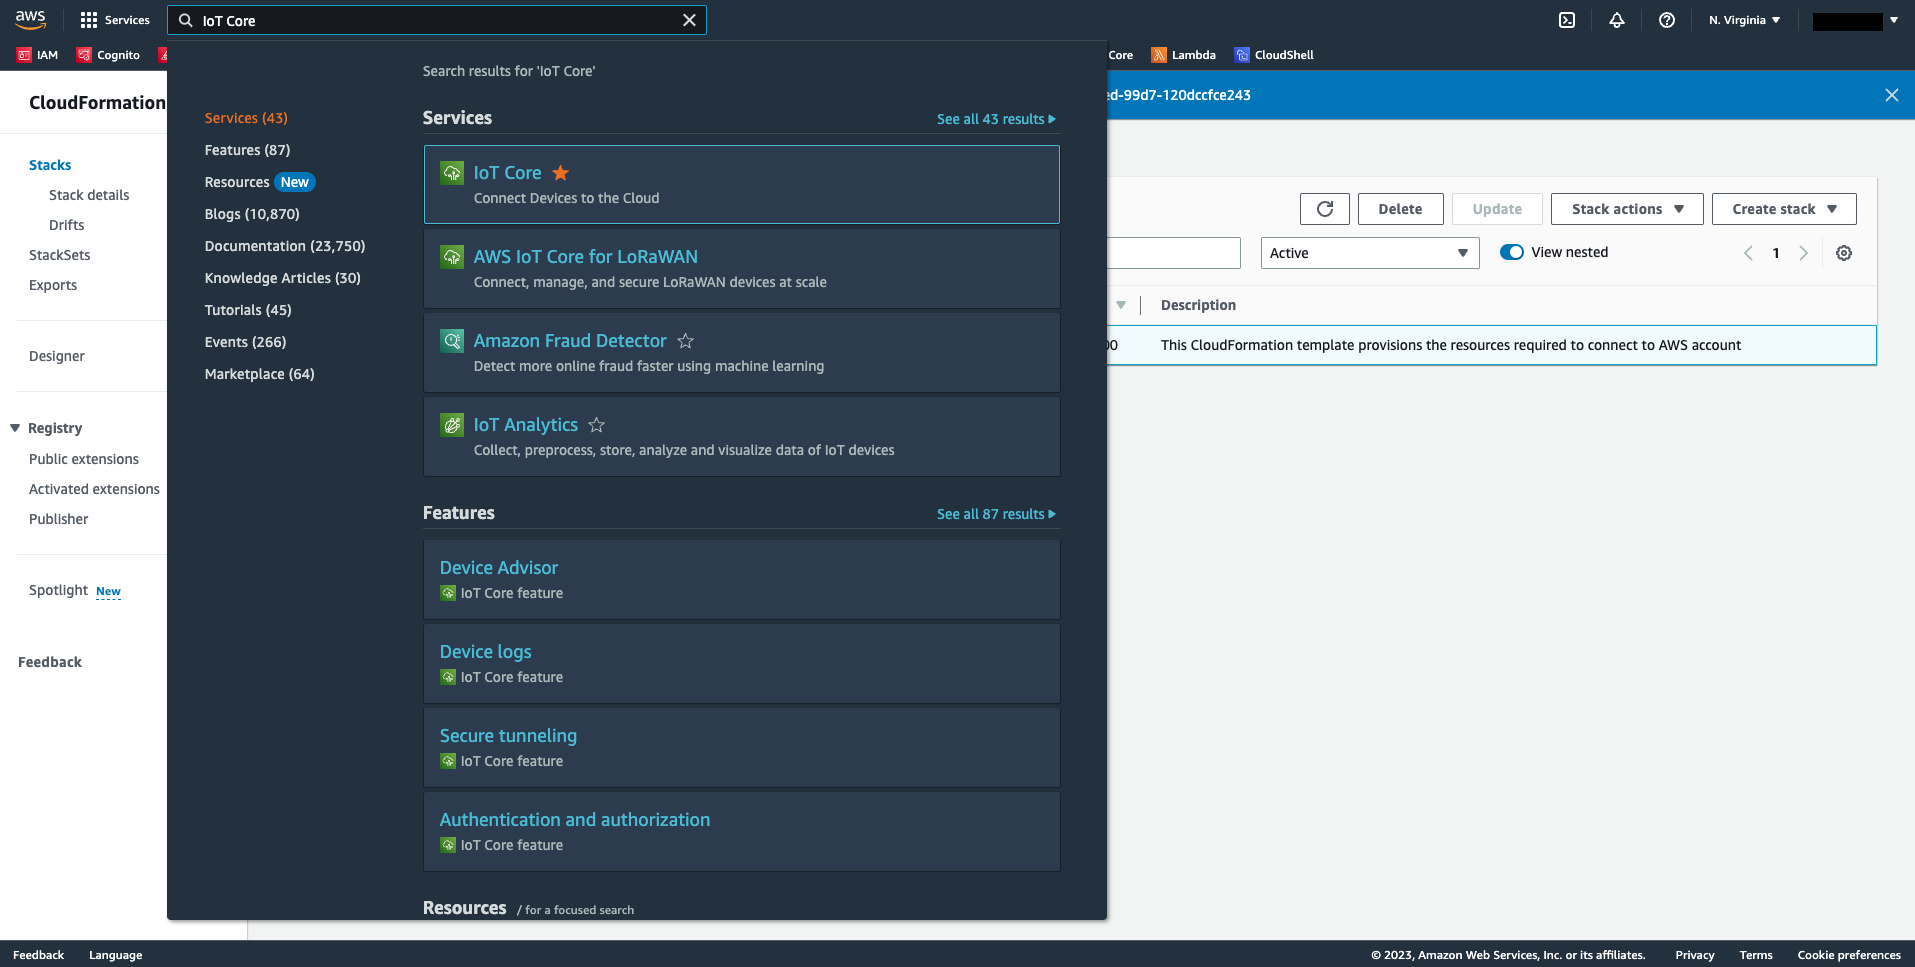 aws
Services
IoT Core
N. Virginia
IAM
Cognito
Core
Lambda
CloudShell
ed-99d7-120dccfce243
CloudFormation
Stacks
Stack details
Drifts
StackSets
Exports
Designer
Registry
Public extensions
Activated extensions
Publisher
Spotlight New
Feedback
Search results for 'IoT Core'
Services (43)
Features (87)
Resources New
Blogs (10,870)
Documentation (23,750)
Knowledge Articles (30)
Tutorials (45)
Events (266)
Marketplace (64)
Services
See all 43 results
IoT Core
Connect Devices to the Cloud
AWS IoT Core for LoRaWAN
Connect, manage, and secure LoRaWAN devices at scale
Amazon Fraud Detector
Detect more online fraud faster using machine learning
IoT Analytics
Collect, preprocess, store, analyze and visualize data of IoT devices
Features
See all 87 results
Device Advisor
IoT Core feature
Device logs
IoT Core feature
Secure tunneling
IoT Core feature
Authentication and authorization
IoT Core feature
Resources / for a focused search
Delete
Update
Stack actions
Create stack
Active
View nested
1
Description
00
This CloudFormation template provisions the resources required to connect to AWS account
Feedback
Language
© 2023, Amazon Web Services, Inc. or its affiliates.
Privacy
Terms
Cookie preferences